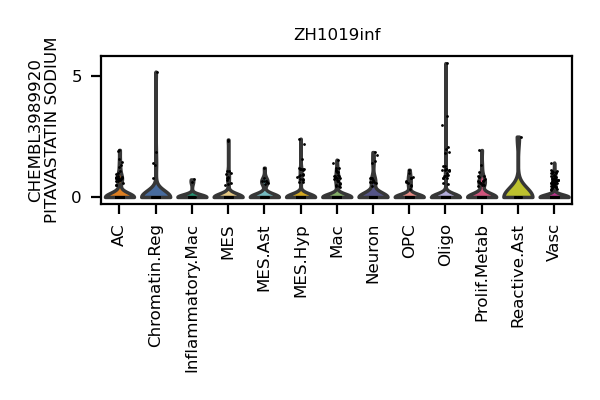 ZH1019inf
CHEMBL3989920
PITAVASTATIN SODIUM
5
0
AC
Chromatin.Reg
Inflammatory.Mac
MES
MES.Ast
MES.Hyp
Mac
Neuron
OPC
Oligo
Prolif.Metab
Reactive.Ast
Vasc